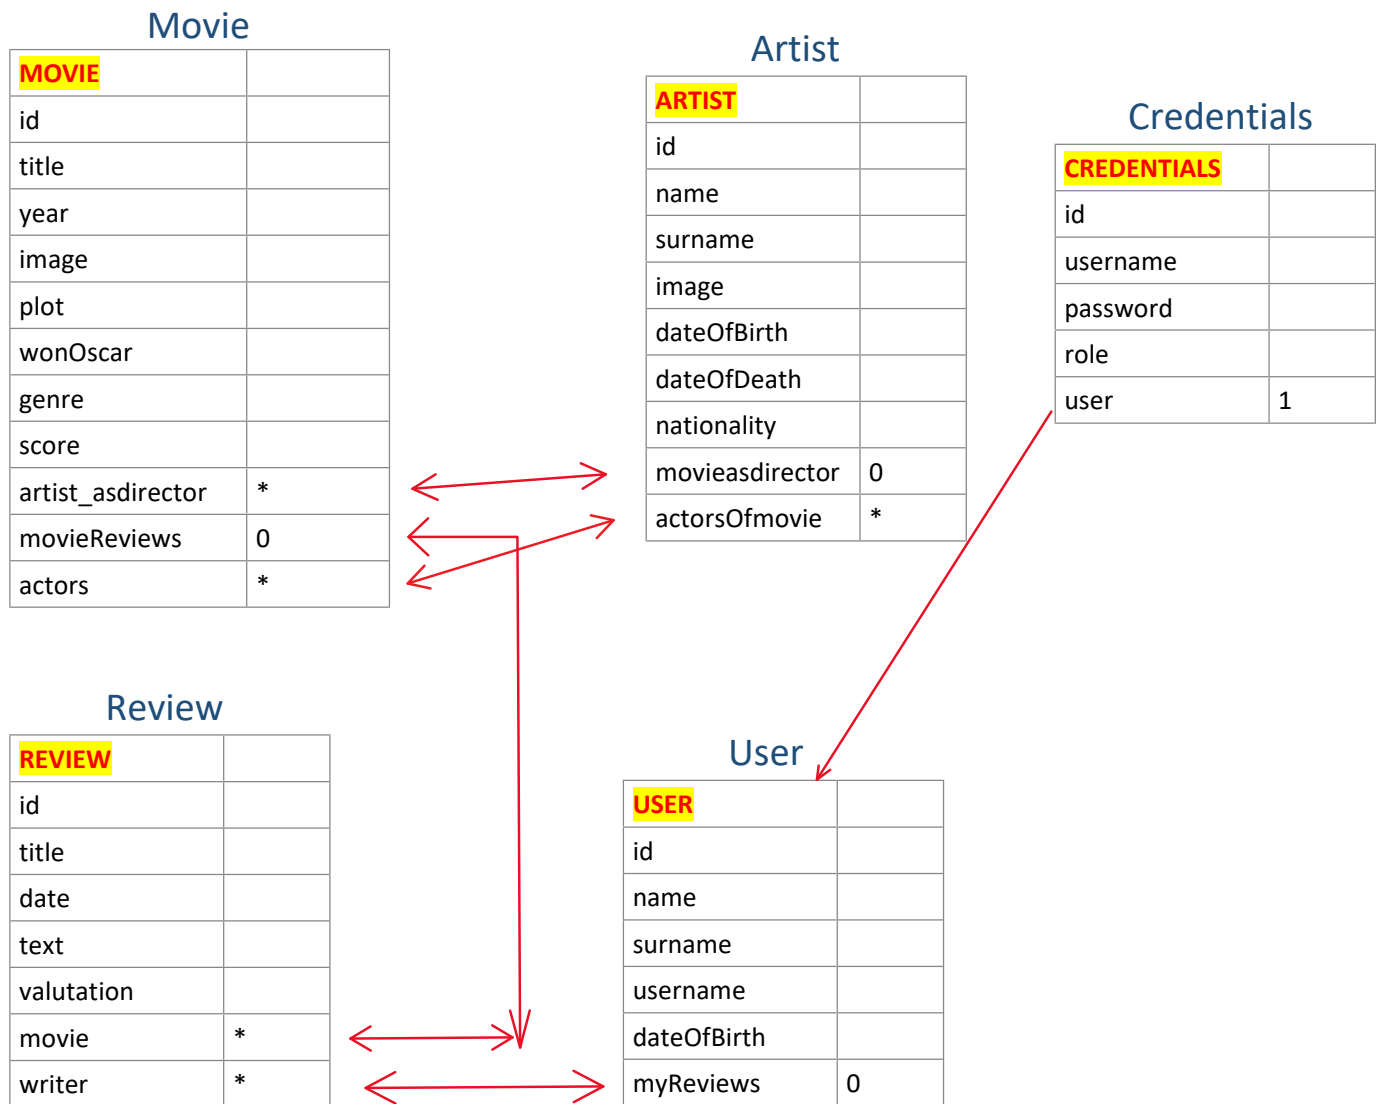 Movie
MOVIE
id
title
year
image
plot
wonOscar
genre
score
artist_asdirector *
movieReviews 0
actors *
Artist
ARTIST
id
name
surname
image
dateOfBirth
dateOfDeath
nationality
movieasdirector 0
actorsOfmovie *
Credentials
CREDENTIALS
id
username
password
role
user 1
Review
REVIEW
id
title
date
text
valutation
movie *
writer *
User
USER
id
name
surname
username
dateOfBirth
myReviews 0